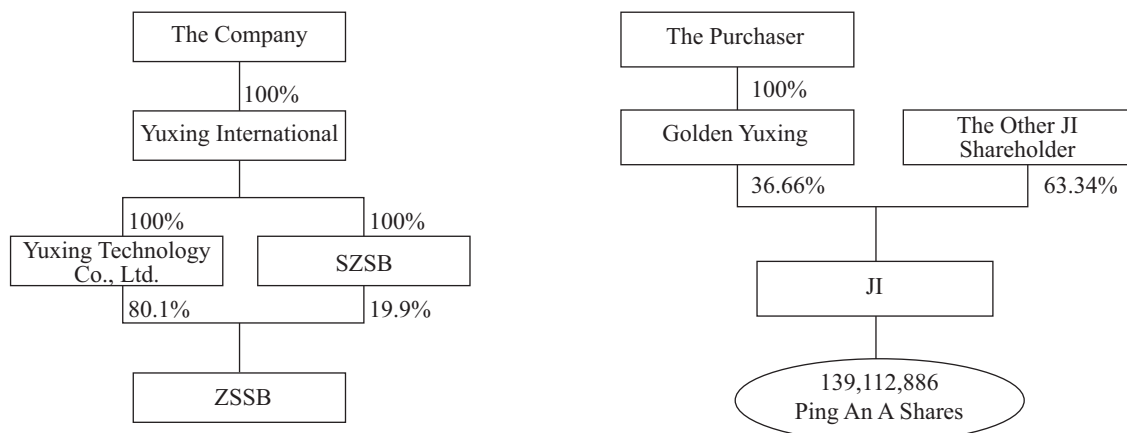 The Company
100%
Yuxing International
100%
100%
Yuxing Technology
Co., Ltd.
SZSB
80.1%
19.9%
ZSSB
The Purchaser
100%
Golden Yuxing
The Other JI
Shareholder
36.66%
63.34%
JI
139,112,886
Ping An A Shares